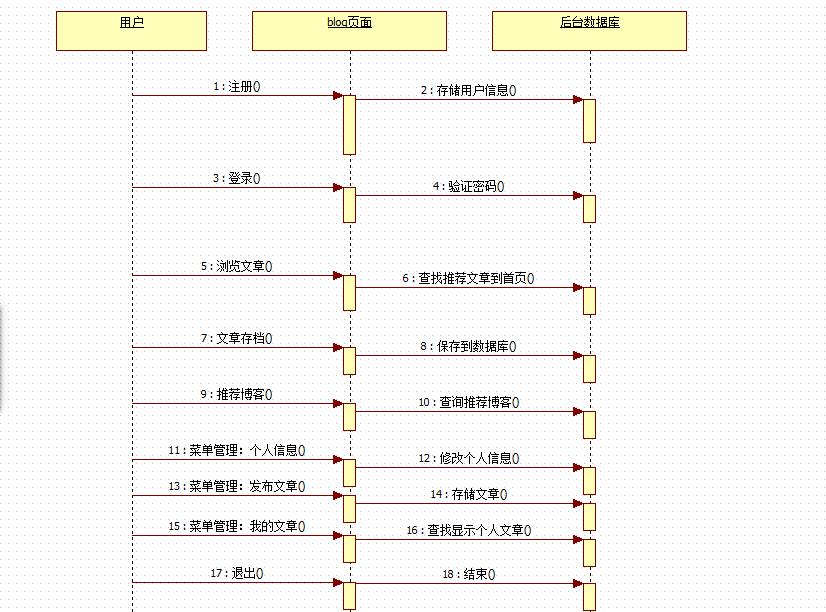 用户
blog页面
后台数据库
1 : 注册()
2 : 存储用户信息()
3 : 登录()
4 : 验证密码()
5 : 浏览文章()
6 : 查找推荐文章到首页()
7 : 文章存档()
8 : 保存到数据库()
9 : 推荐博客()
10 : 查询推荐博客()
11 : 菜单管理：个人信息()
12 : 修改个人信息()
13 : 菜单管理：发布文章()
14 : 存储文章()
15 : 菜单管理：我的文章()
16 : 查找显示个人文章()
17 : 退出()
18 : 结束()